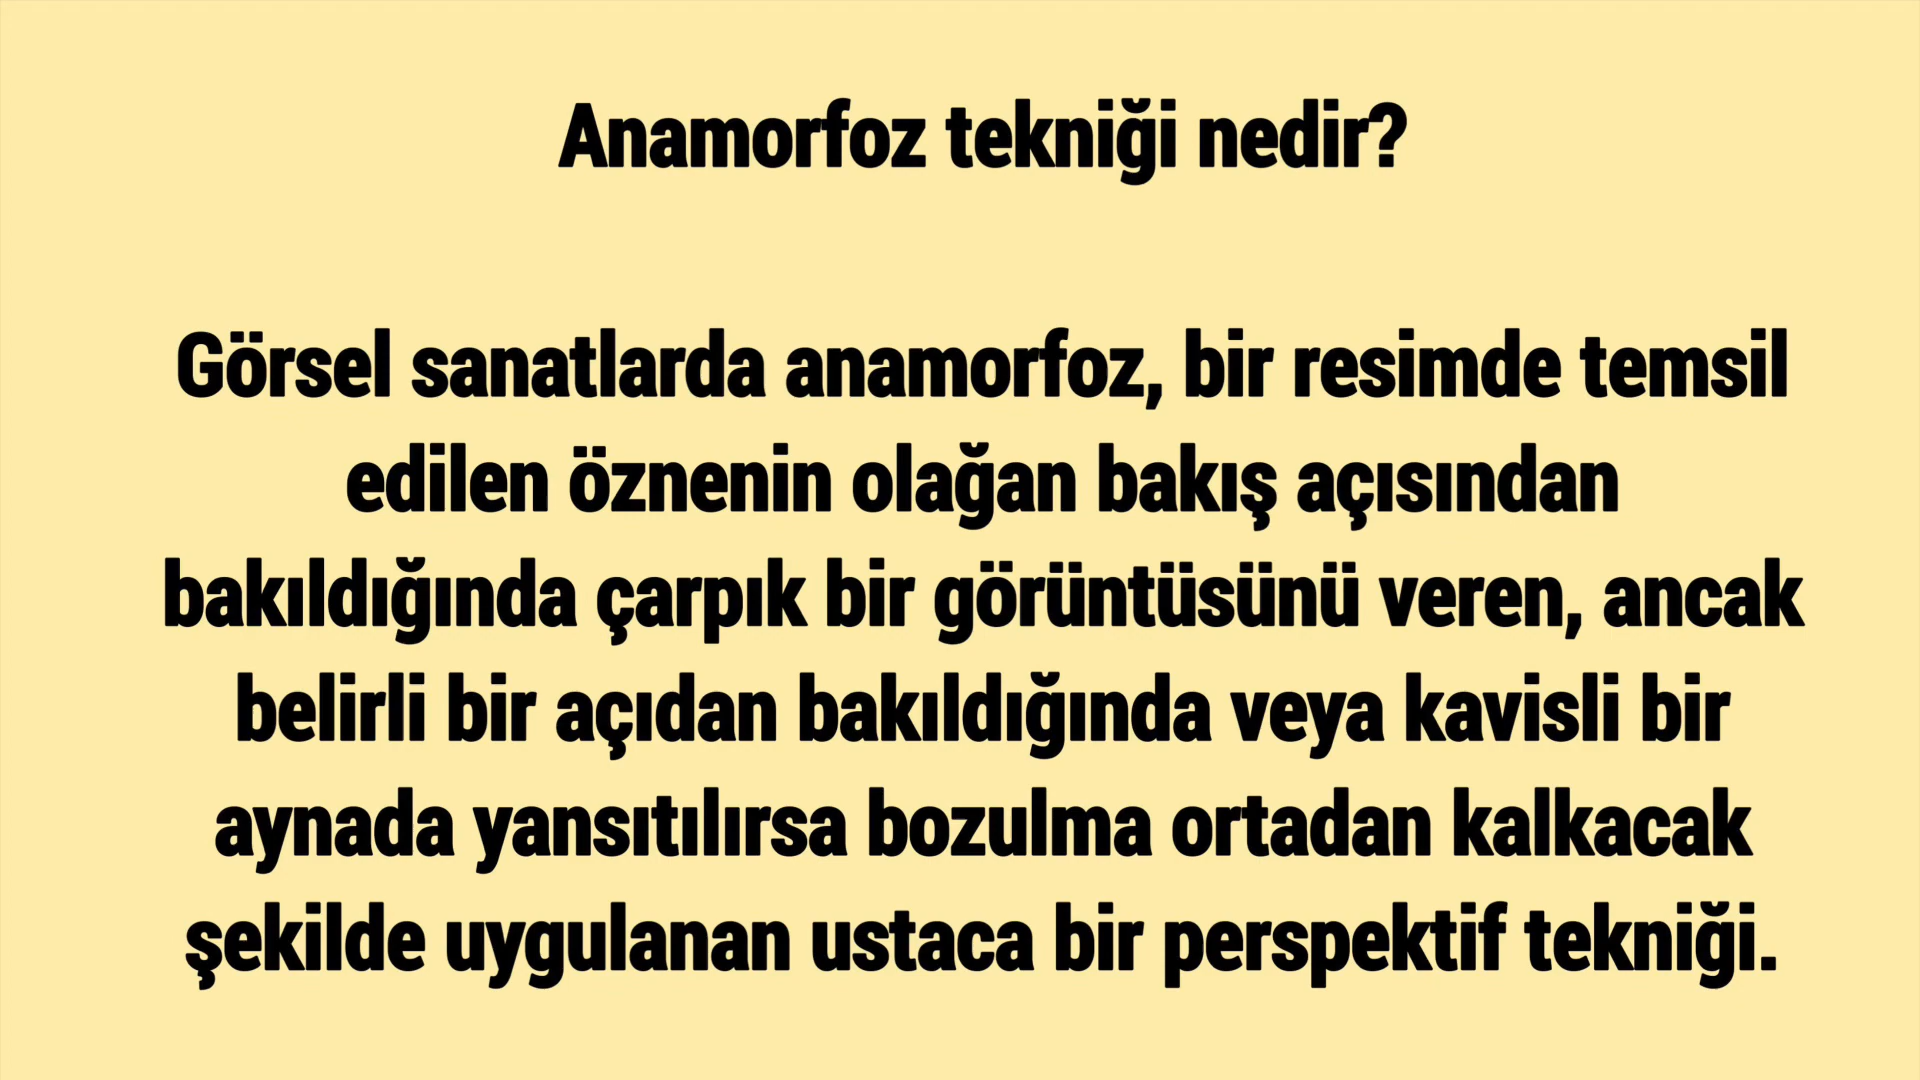 Anamorfoz tekniği nedir?
Görsel sanatlarda anamorfoz, bir resimde temsil
edilen öznenin olağan bakış açısından
bakıldığında çarpık bir görüntüsünü veren, ancak
belirli bir açıdan bakıldığında veya kavisli bir
aynada yansıtılırsa bozulma ortadan kalkacak
şekilde uygulanan ustaca bir perspektif tekniği.